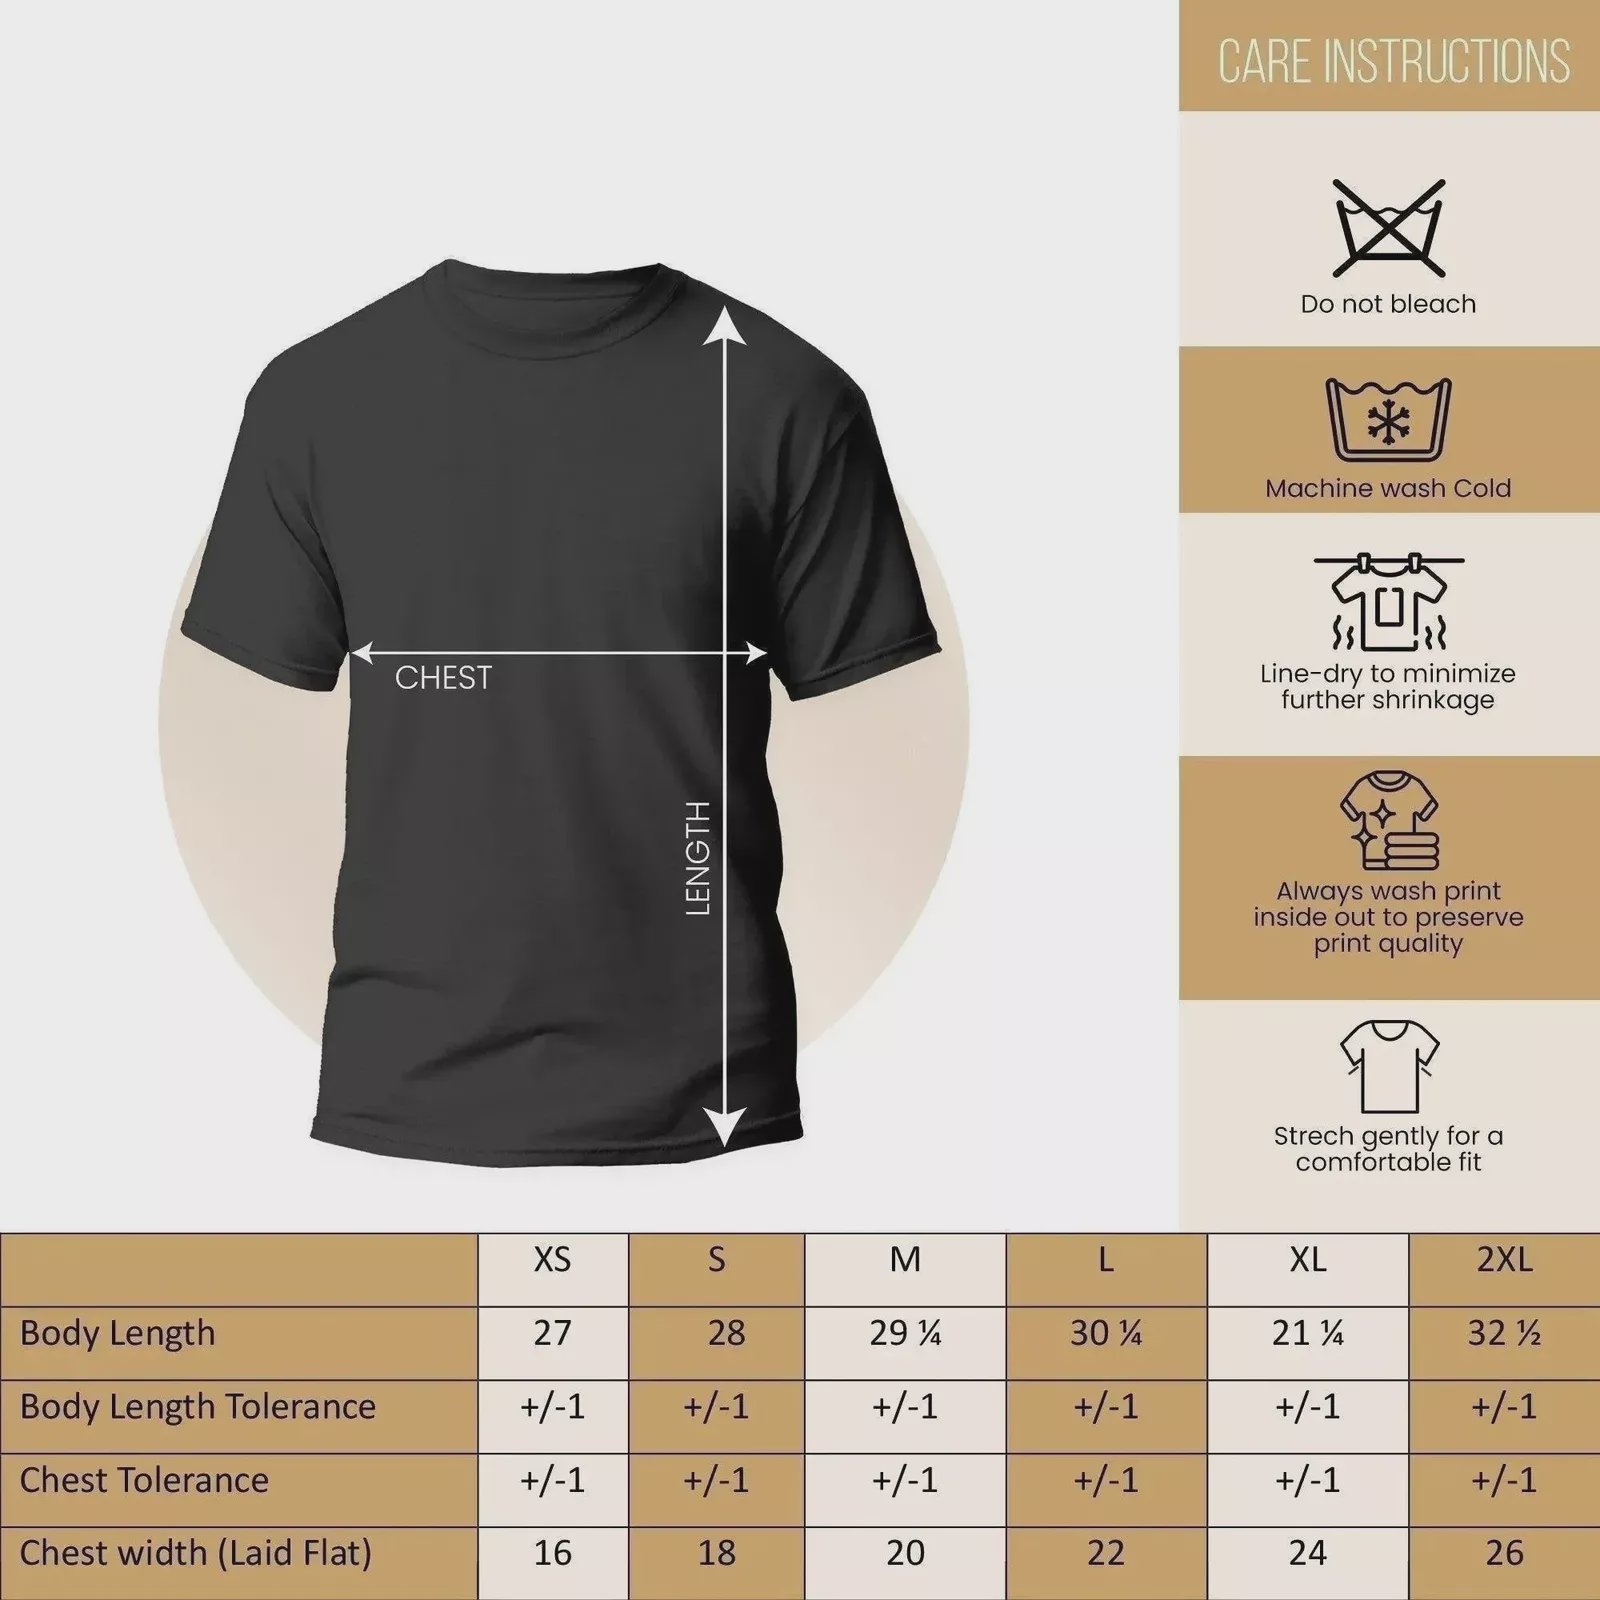 CARE INSTRUCTIONS
Do not bleach
Machine wash Cold
Line-dry to minimize
further shrinkage
Always wash print
inside out to preserve
print quality
Strech gently for a
comfortable fit
CHEST
LENGTH
XS S M L XL 2XL
Body Length 27 28 29 ¼ 30 ¼ 21 ¼ 32 ½
Body Length Tolerance +/-1 +/-1 +/-1 +/-1 +/-1 +/-1
Chest Tolerance +/-1 +/-1 +/-1 +/-1 +/-1 +/-1
Chest width (Laid Flat) 16 18 20 22 24 26